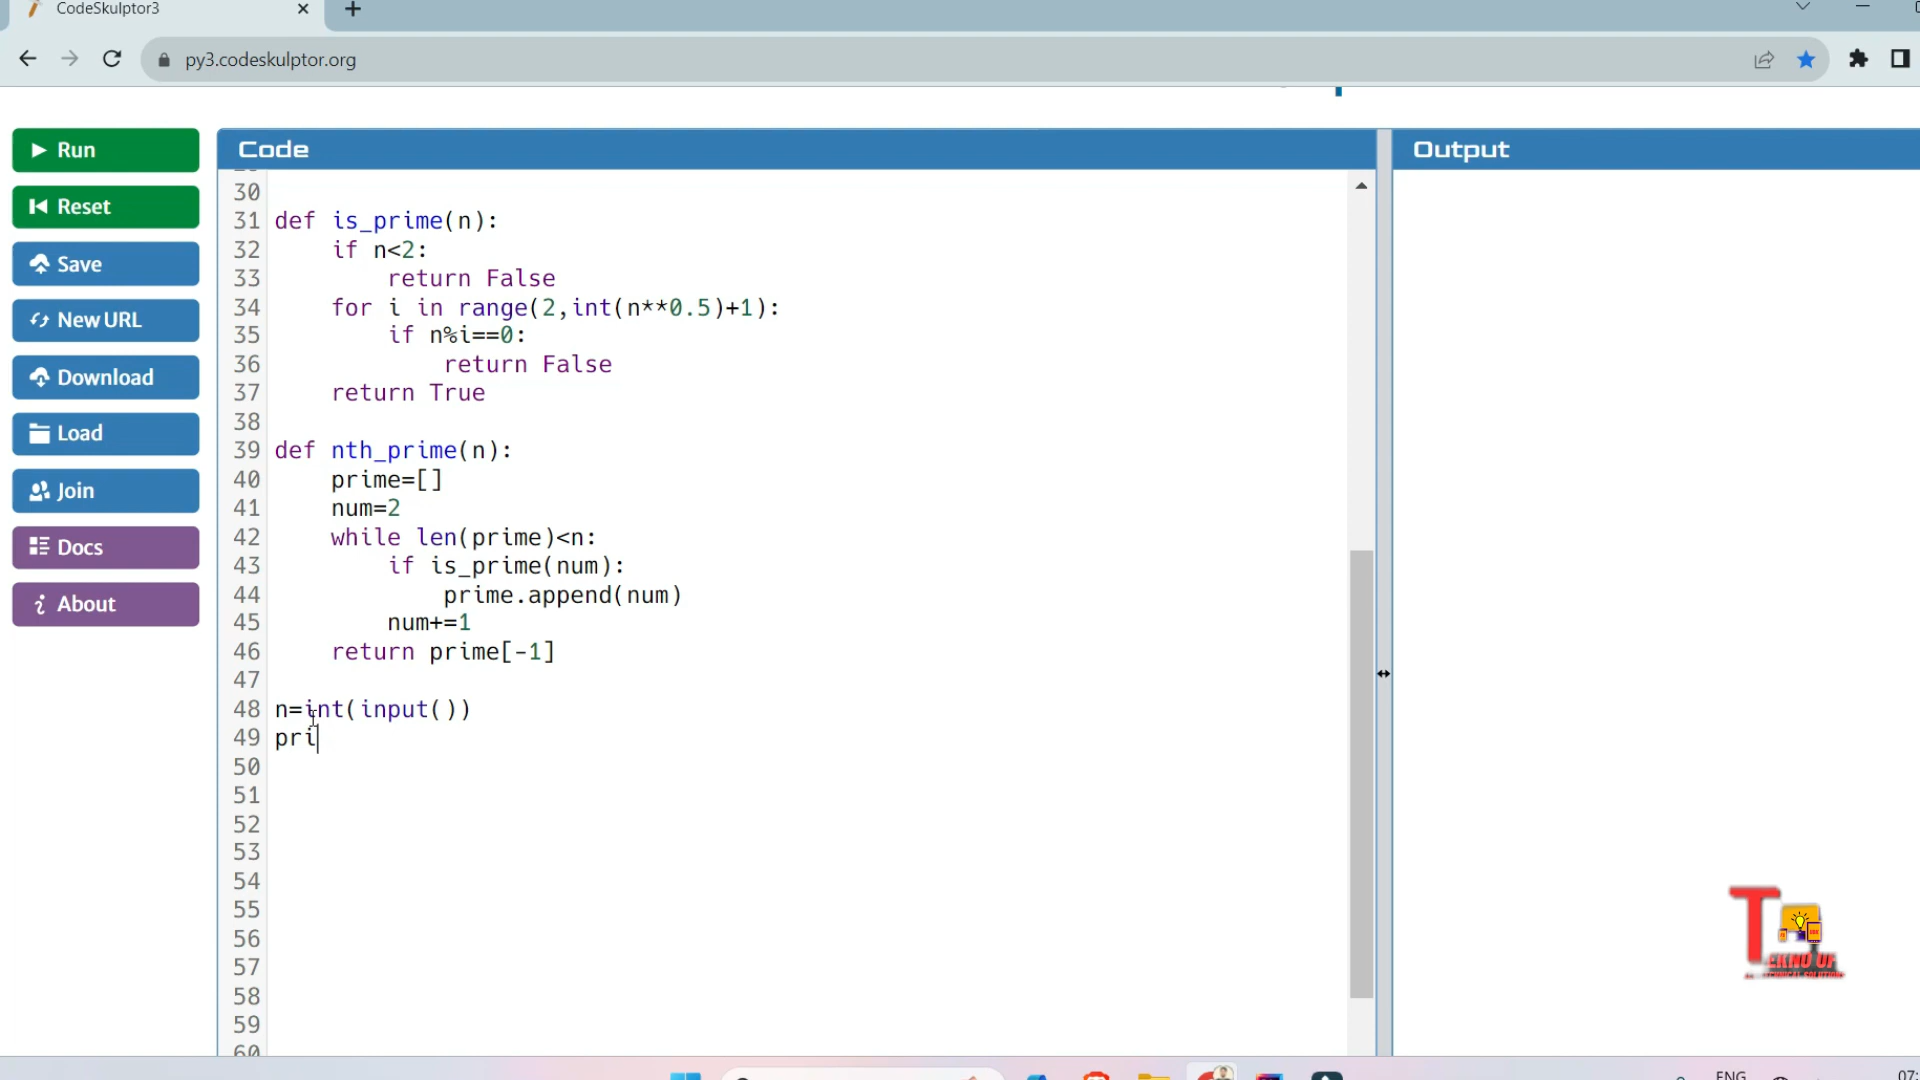 CodeSkulptor3
py3.codeskulptor.org
Run
Reset
Save
New URL
Download
Load
Join
Docs
About
Code
Output
30
31 def is_prime(n):
32 if n<2:
33 return False
34 for i in range(2,int(n**0.5)+1):
35 if n%i==0:
36 return False
37 return True
38
39 def nth_prime(n):
40 prime=[]
41 num=2
42 while len(prime)<n:
43 if is_prime(num):
44 prime.append(num)
45 num+=1
46 return prime[-1]
47
48 n=int(input())
49 pri
50
51
52
53
54
55
56
57
58
59
60
ENG
07: